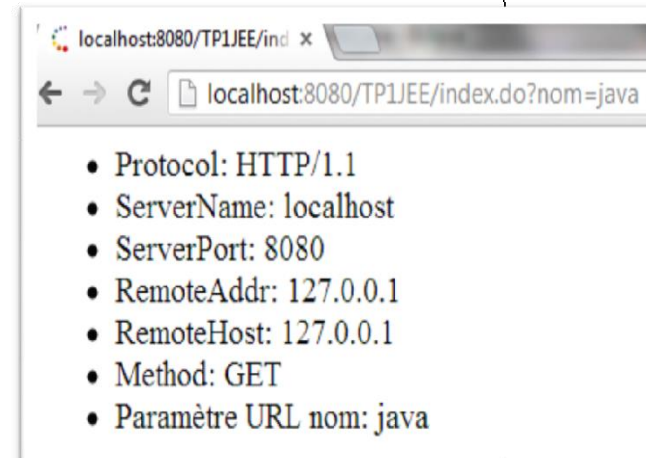 localhost:8080/TP1JEE/ind
localhost:8080/TP1JEE/index.do?nom=java
Protocol: HTTP/1.1
ServerName: localhost
ServerPort: 8080
RemoteAddr: 127.0.0.1
RemoteHost: 127.0.0.1
Method: GET
Paramètre URL nom: java